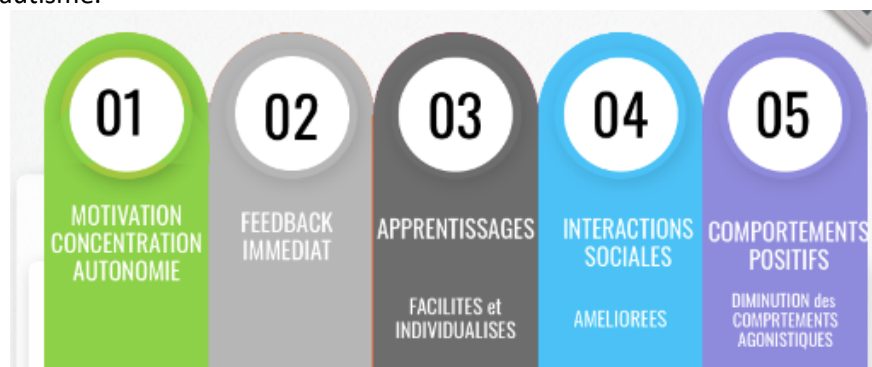 autisme.
01
MOTIVATION
CONCENTRATION
AUTONOMIE
02
FEEDBACK
IMMEDIAT
03
APPRENTISSAGES
FACILITES et
INDIVIDUALISES
04
INTERACTIONS
SOCIALES
AMELIOREES
05
COMPORTEMENTS
POSITIFS
DIMINUTION des
COMPRTEMENTS
AGONISTIQUES